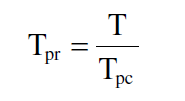 T_pr = T / T_pc